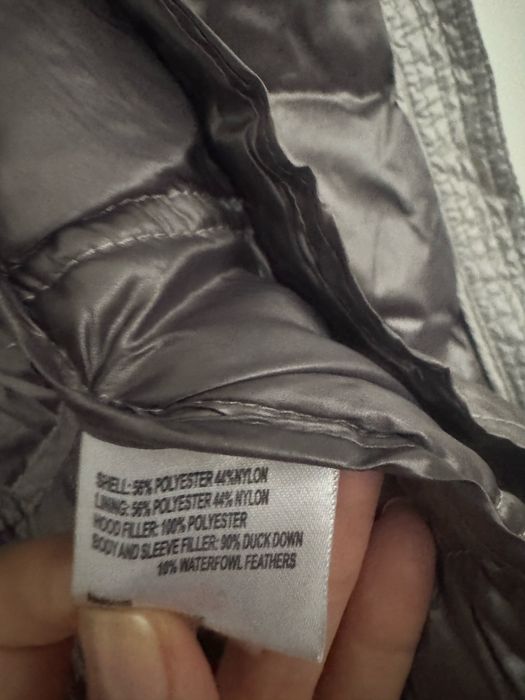 SHELL: 56% POLYESTER 44%NYLON
LINING: 56% POLYESTER 44% NYLON
HOOD FILLER: 100% POLYESTER
BODY AND SLEEVE FILLER: 90% DUCK DOWN
10% WATERFOWL FEATHERS